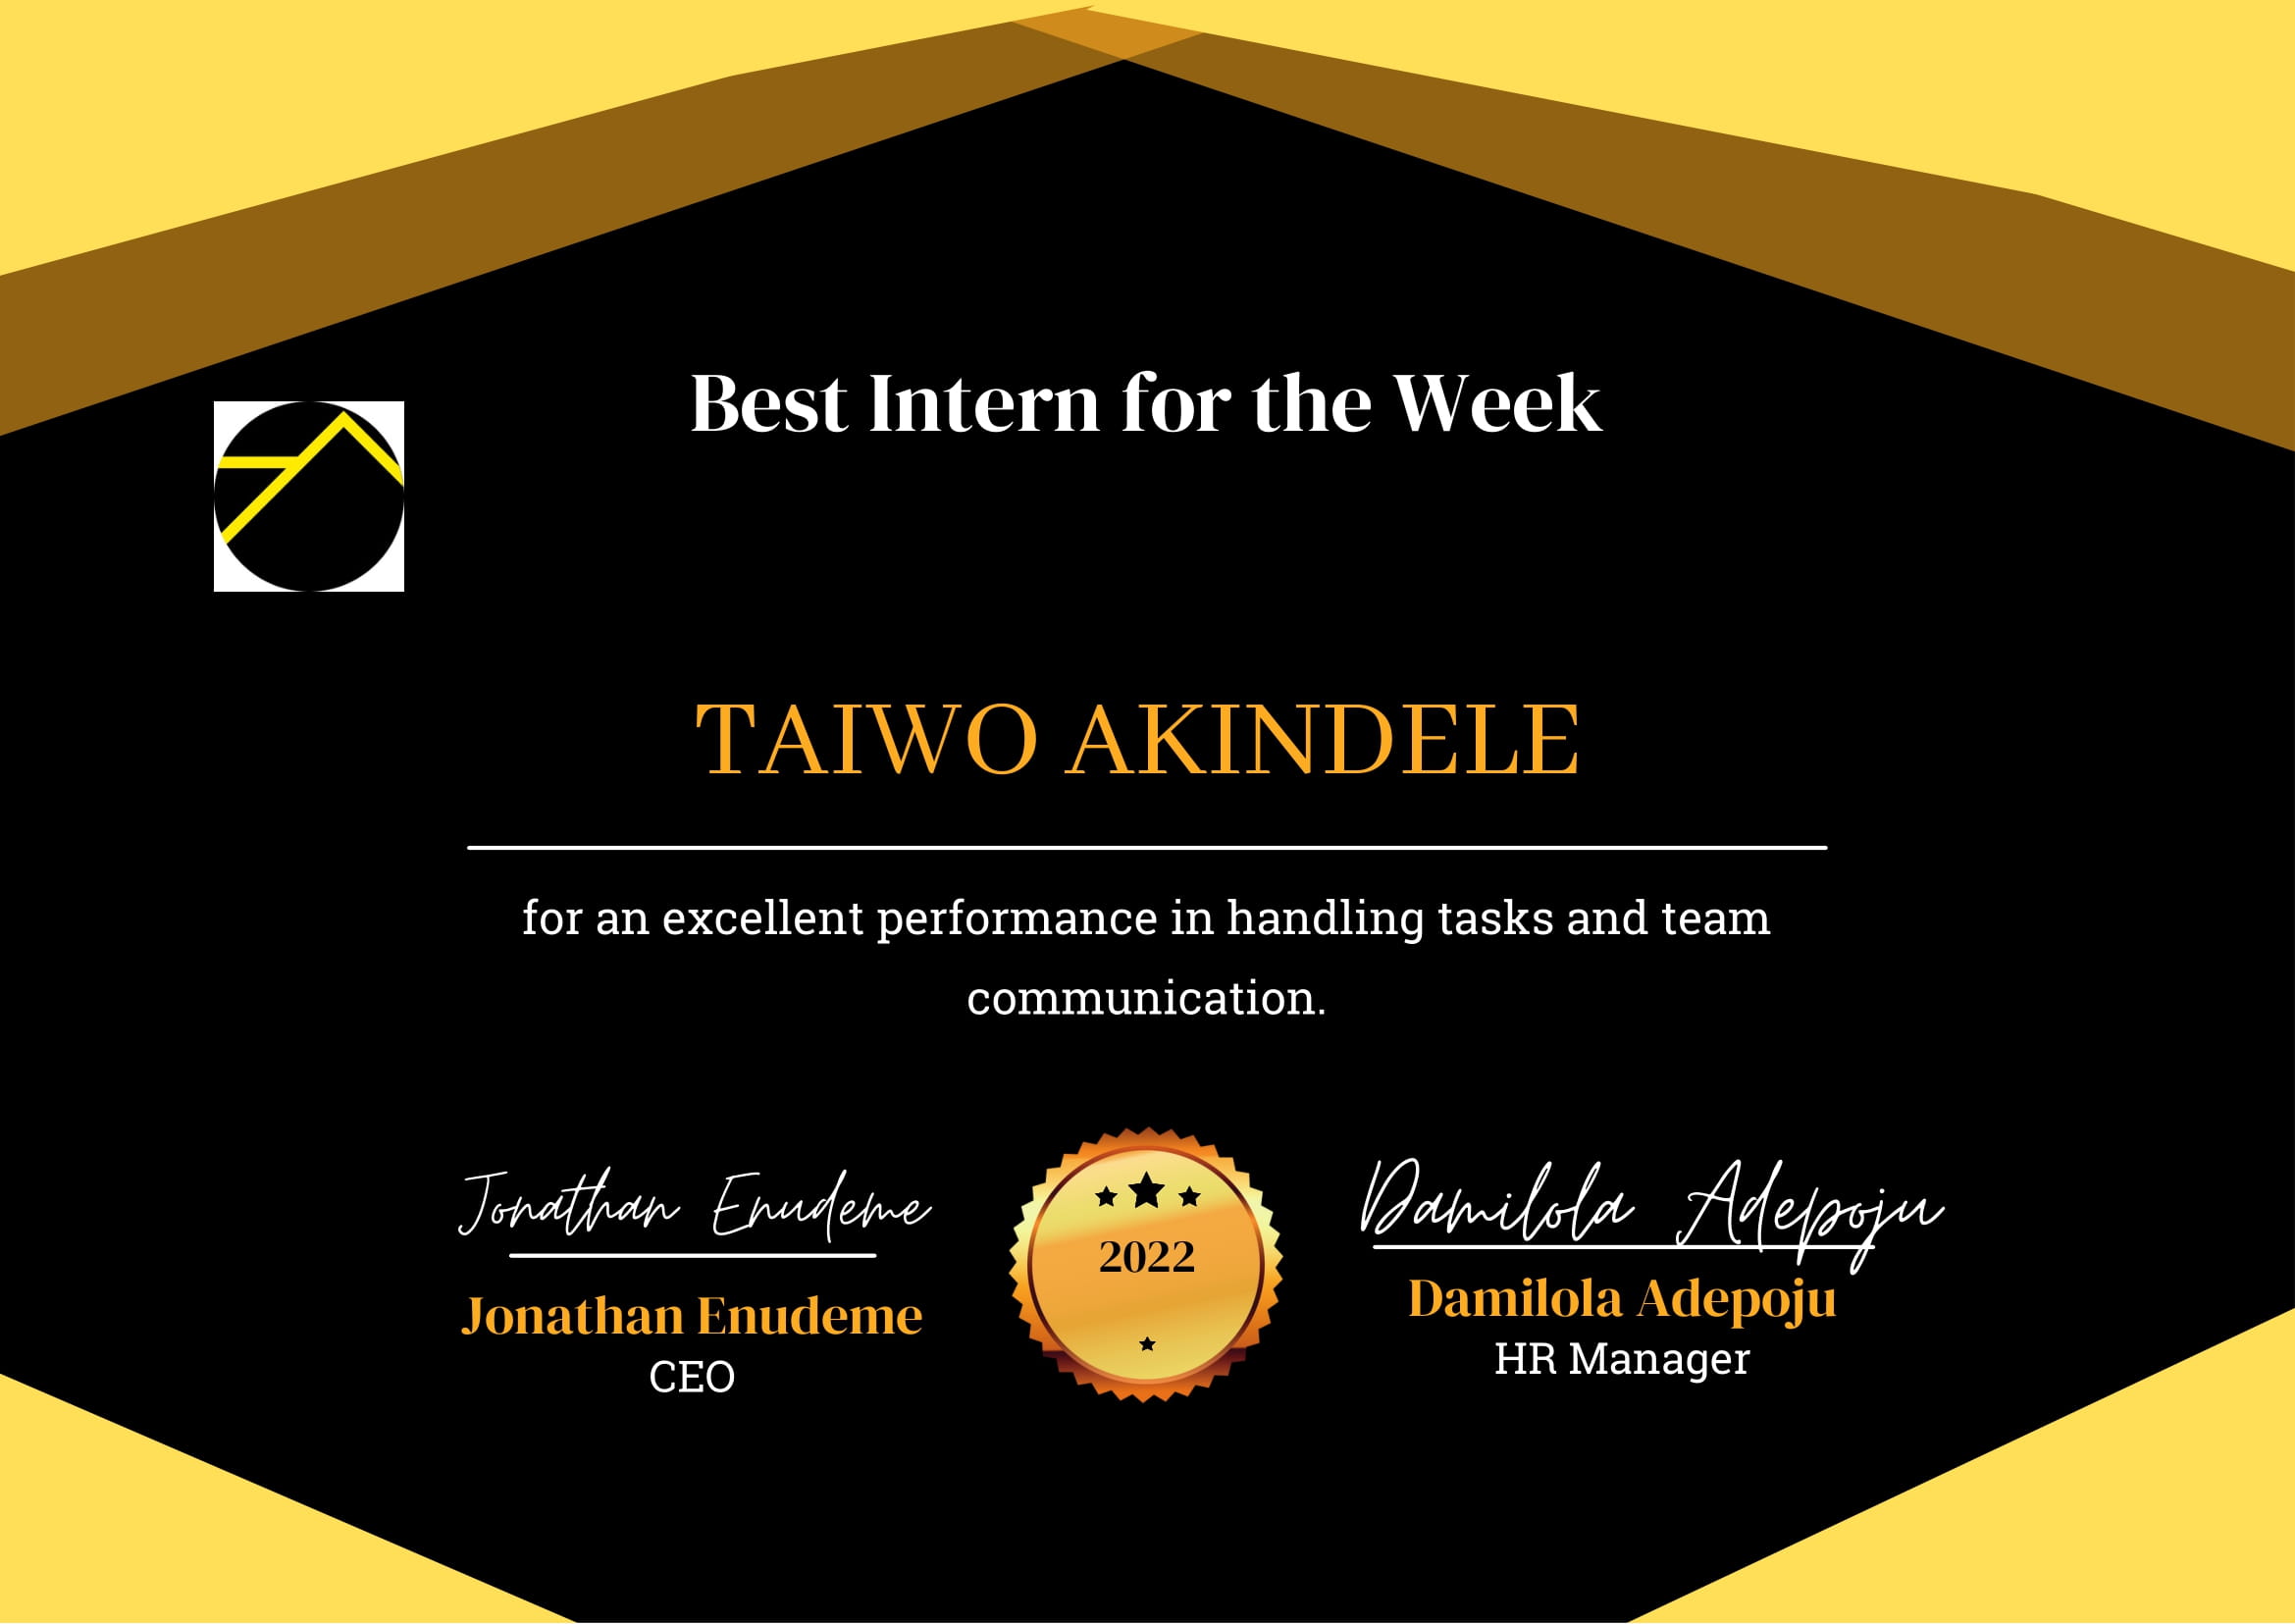 Best Intern for the Week
TAIWO AKINDELE
for an excellent performance in handling tasks and team
communication.
Jonathan Enudeme
Jonathan Enudeme
CEO
2022
Damilola Adepoju
Damilola Adepoju
HR Manager